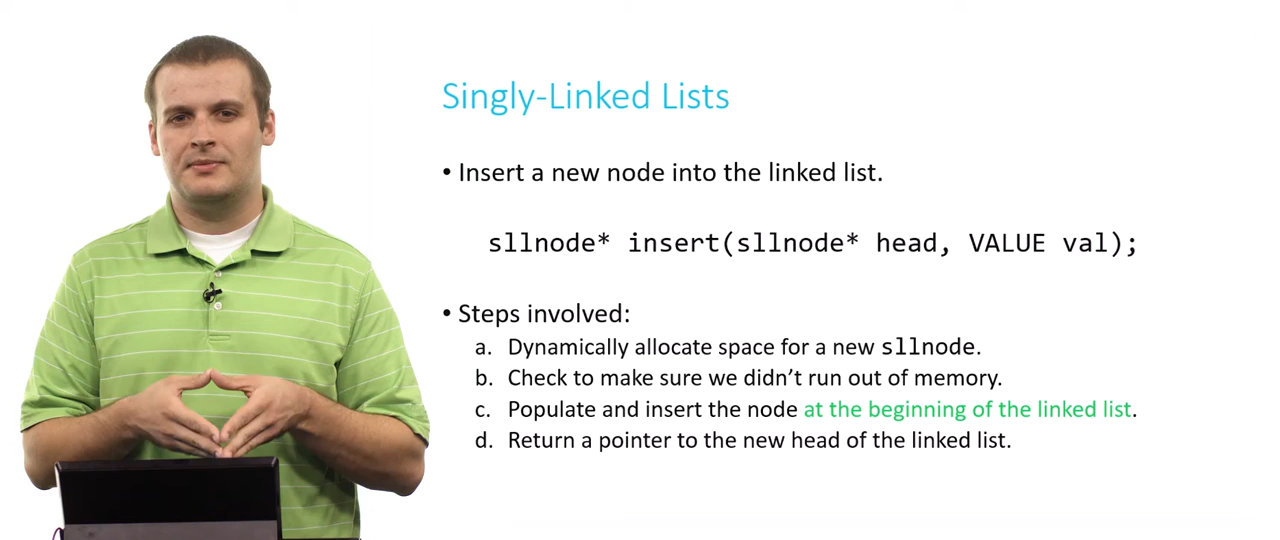 Singly-Linked Lists
• Insert a new node into the linked list.
sllnode* insert(sllnode* head, VALUE val);
• Steps involved:
a. Dynamically allocate space for a new sllnode.
b. Check to make sure we didn’t run out of memory.
c. Populate and insert the node at the beginning of the linked list.
d. Return a pointer to the new head of the linked list.